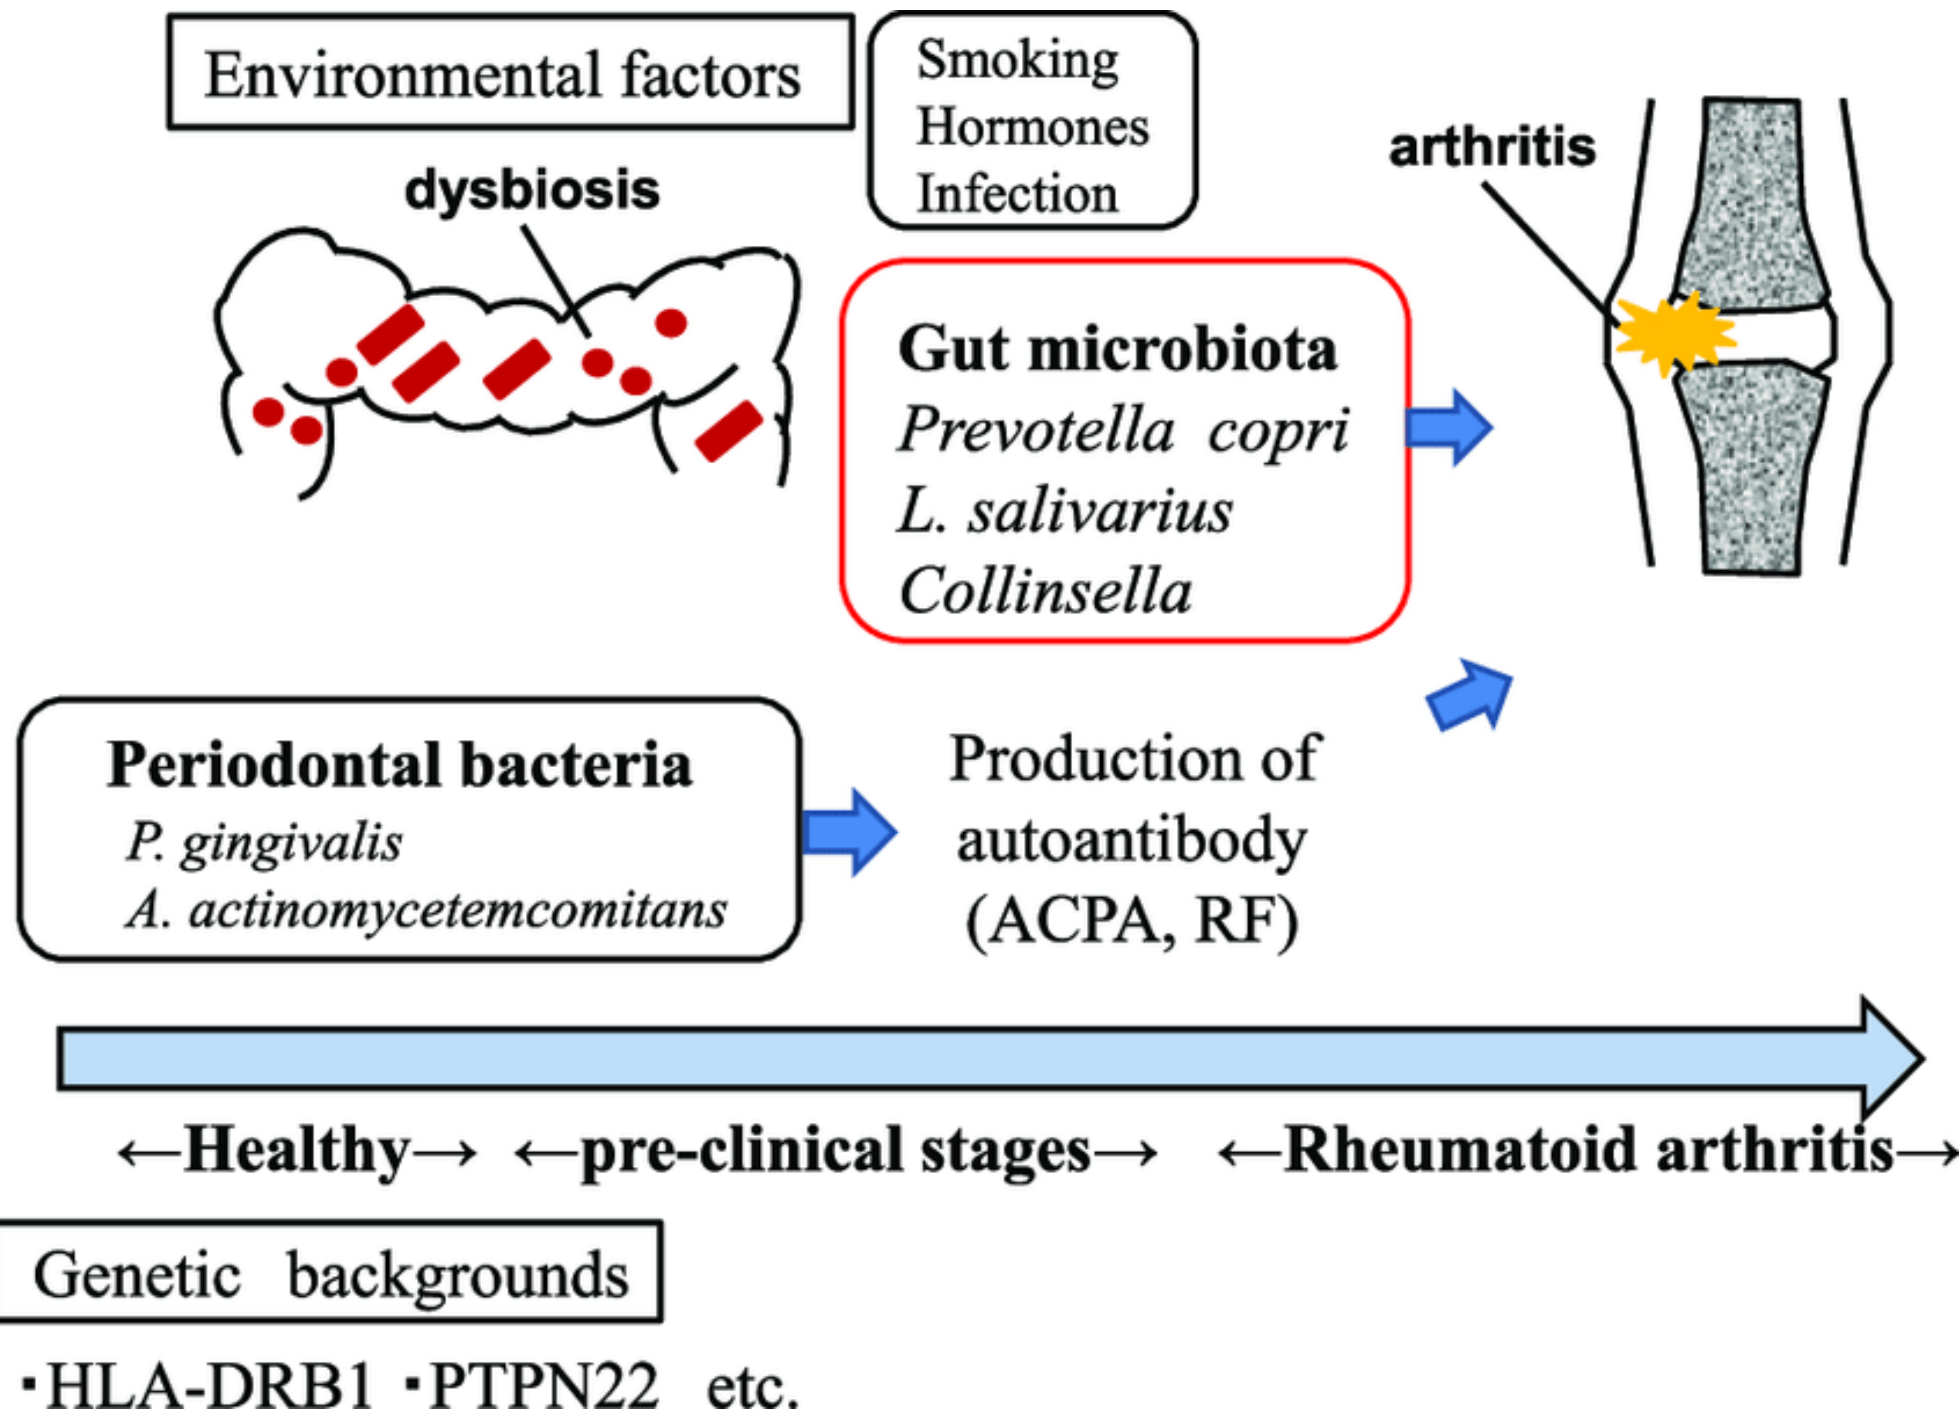 Environmental factors
Smoking
Hormones
Infection
dysbiosis
arthritis
Gut microbiota
Prevotella copri
L. salivarius
Collinsella
Periodontal bacteria
P. gingivalis
A. actinomycetemcomitans
Production of
autoantibody
(ACPA, RF)
←Healthy→ ←pre-clinical stages→ ←Rheumatoid arthritis→
Genetic backgrounds
・HLA-DRB1 ・PTPN22 etc.